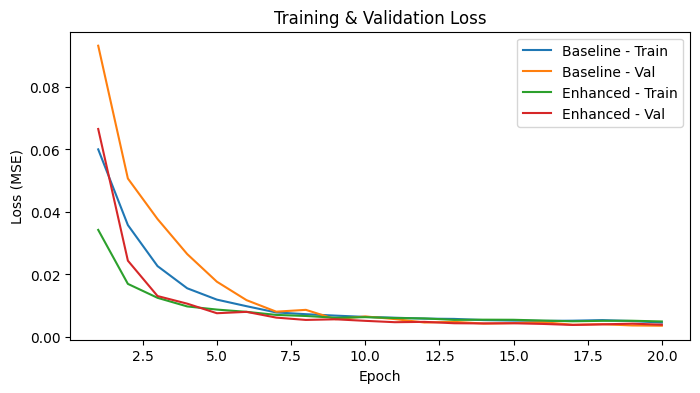 Training & Validation Loss
Baseline - Train
Baseline - Val
Enhanced - Train
Enhanced - Val
Loss (MSE)
0.08
0.06
0.04
0.02
0.00
2.5 5.0 7.5 10.0 12.5 15.0 17.5 20.0
Epoch